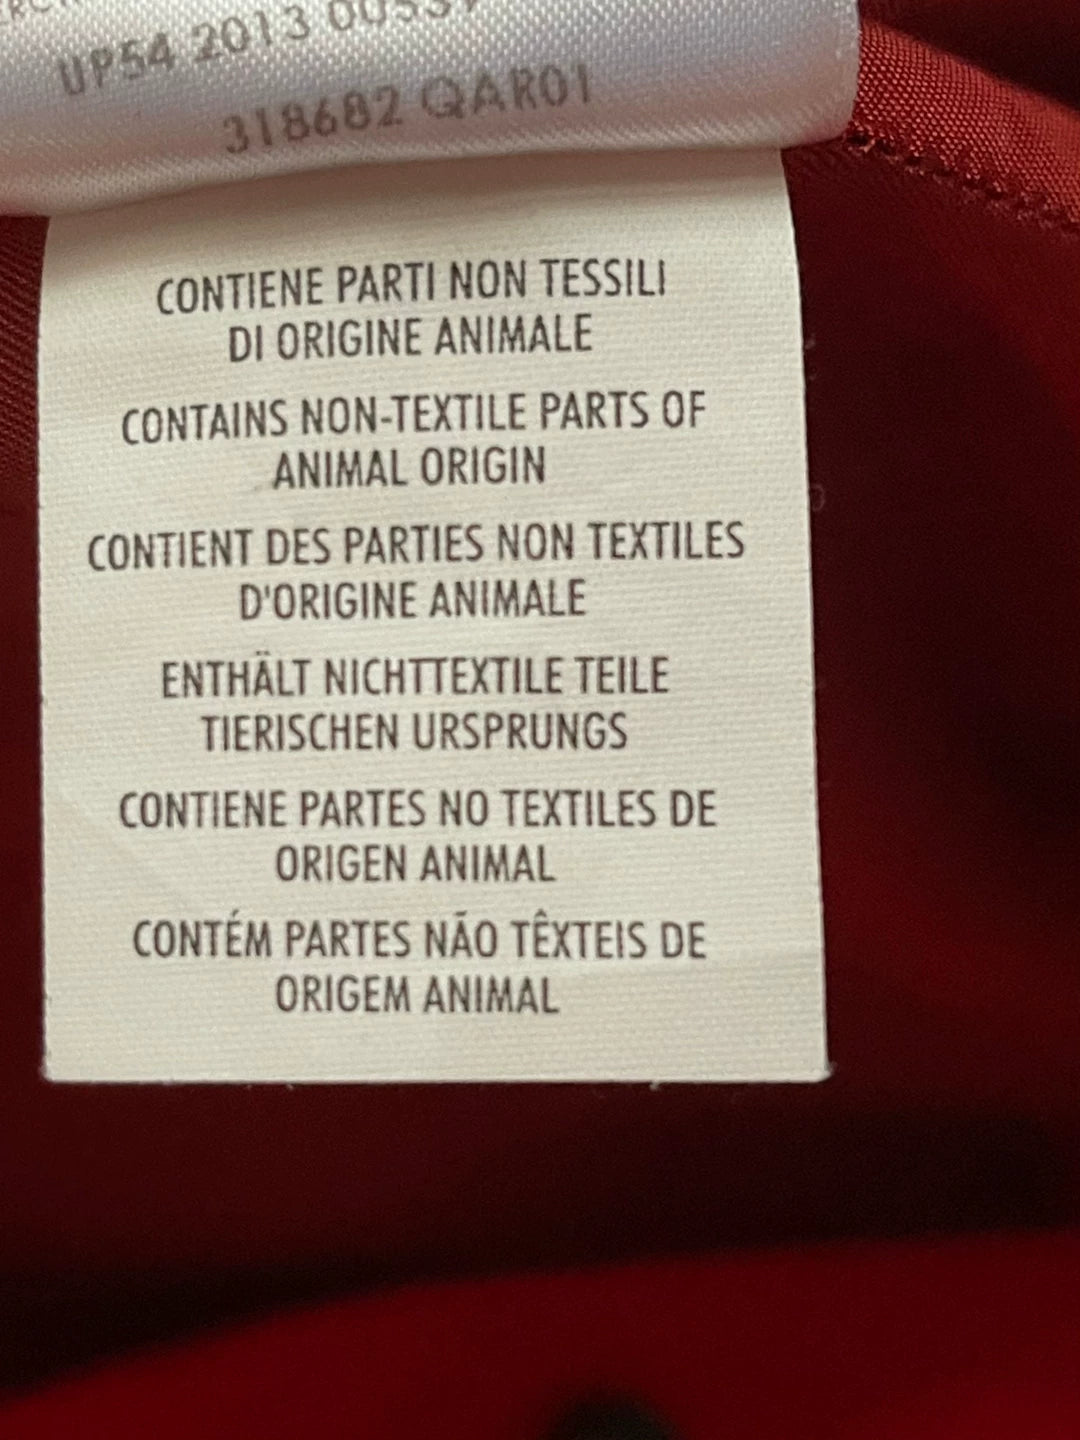 UP54 2013
318682 QAR01
CONTIENE PARTI NON TESSILI
DI ORIGINE ANIMALE
CONTAINS NON-TEXTILE PARTS OF
ANIMAL ORIGIN
CONTIENT DES PARTIES NON TEXTILES
D'ORIGINE ANIMALE
ENTHÄLT NICHTTEXTILE TEILE
TIERISCHEN URSPRUNGS
CONTIENE PARTES NO TEXTILES DE
ORIGEN ANIMAL
CONTÉM PARTES NÃO TÊXTEIS DE
ORIGEM ANIMAL